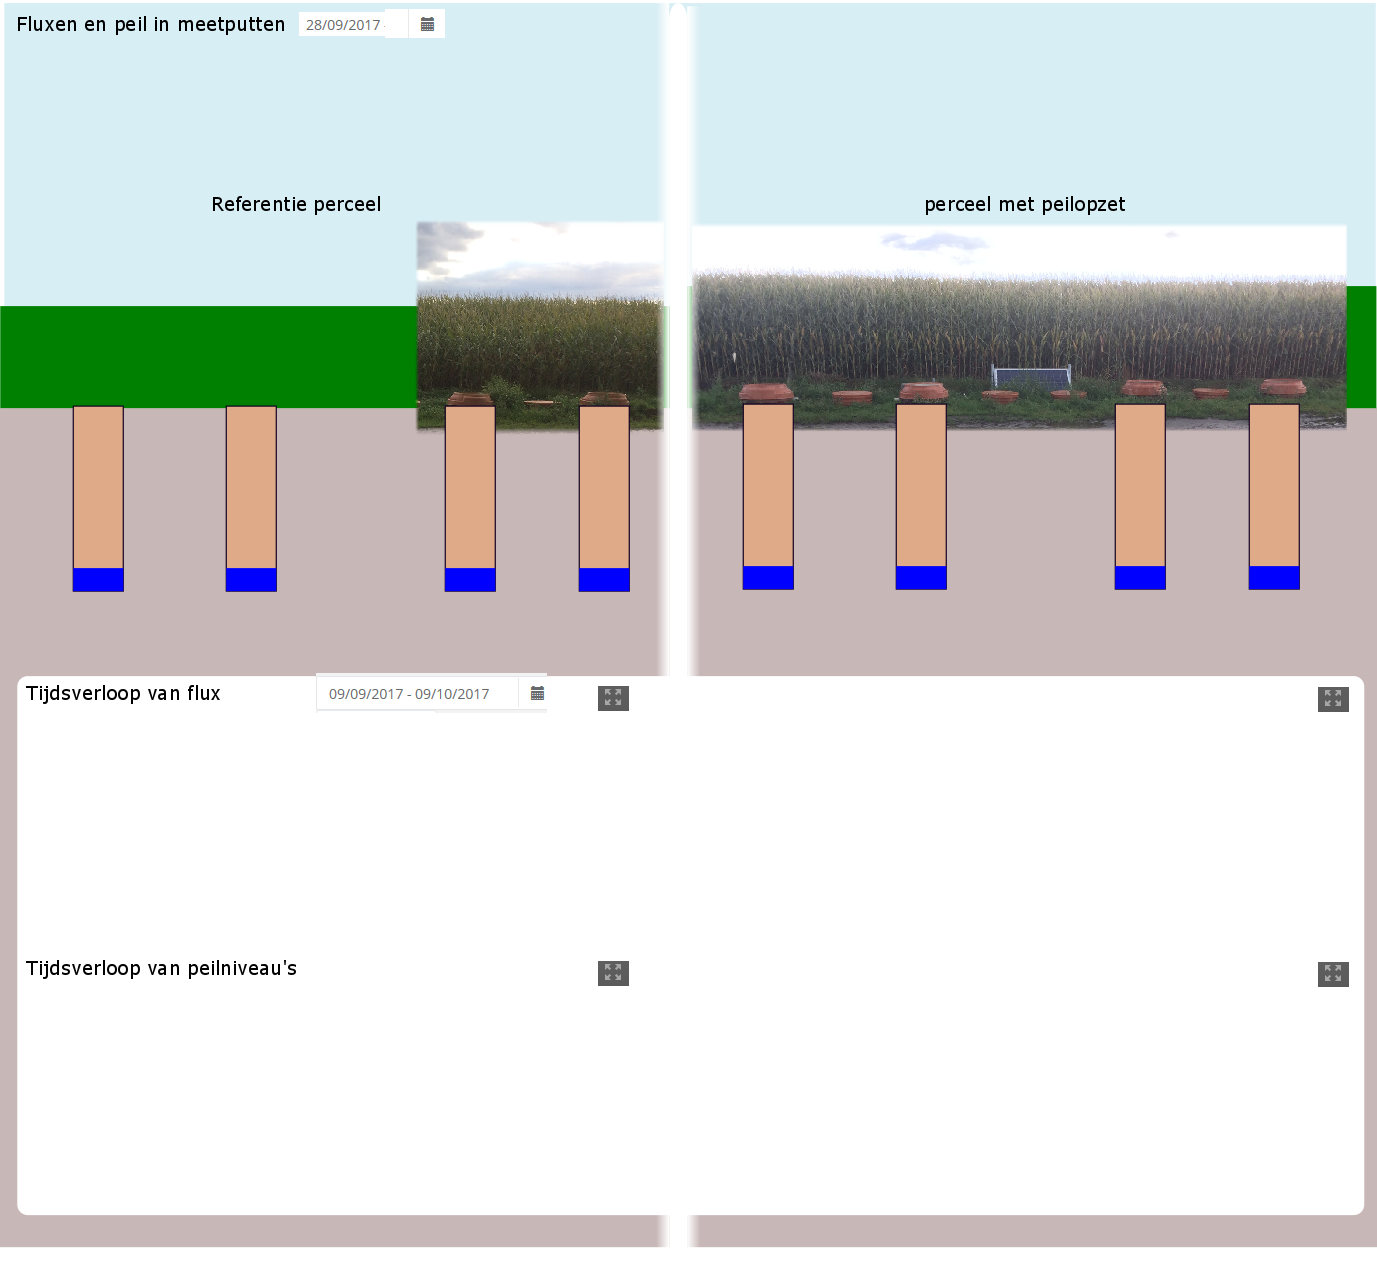 Fluxen en peil in meetputten 28/09/2017 -
Referentie perceel
perceel met peilopzet
Tijdsverloop van flux 09/09/2017 - 09/10/2017
Tijdsverloop van peilniveau's